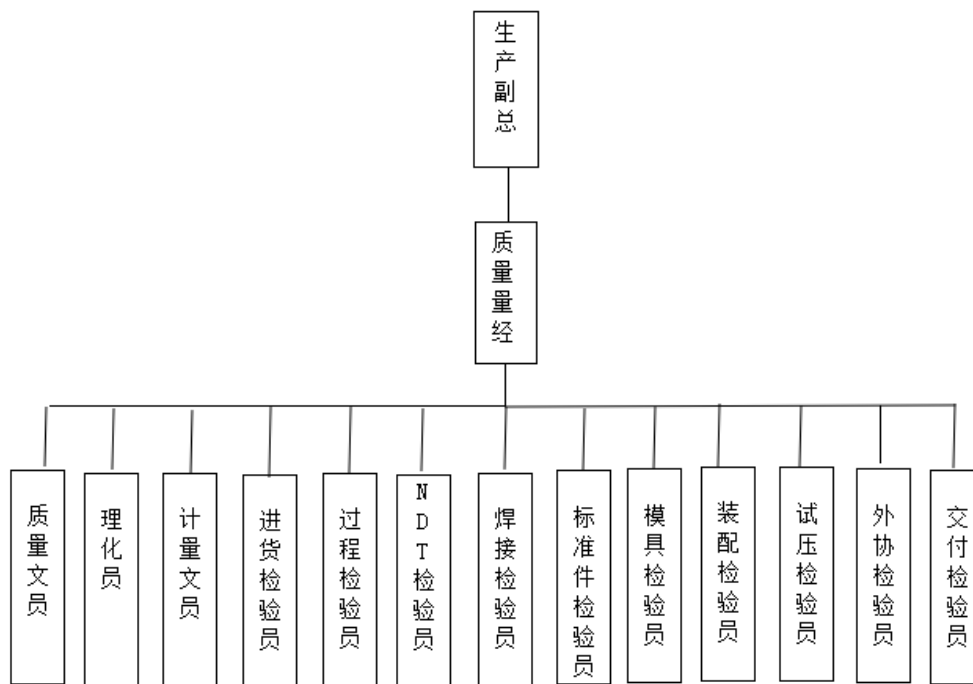 生产副总
质量量经
质量文员
理化员
计量文员
进货检验员
过程检验员
NDT检验员
焊接检验员
标准件检验员
模具检验员
装配检验员
试压检验员
外协检验员
交付检验员